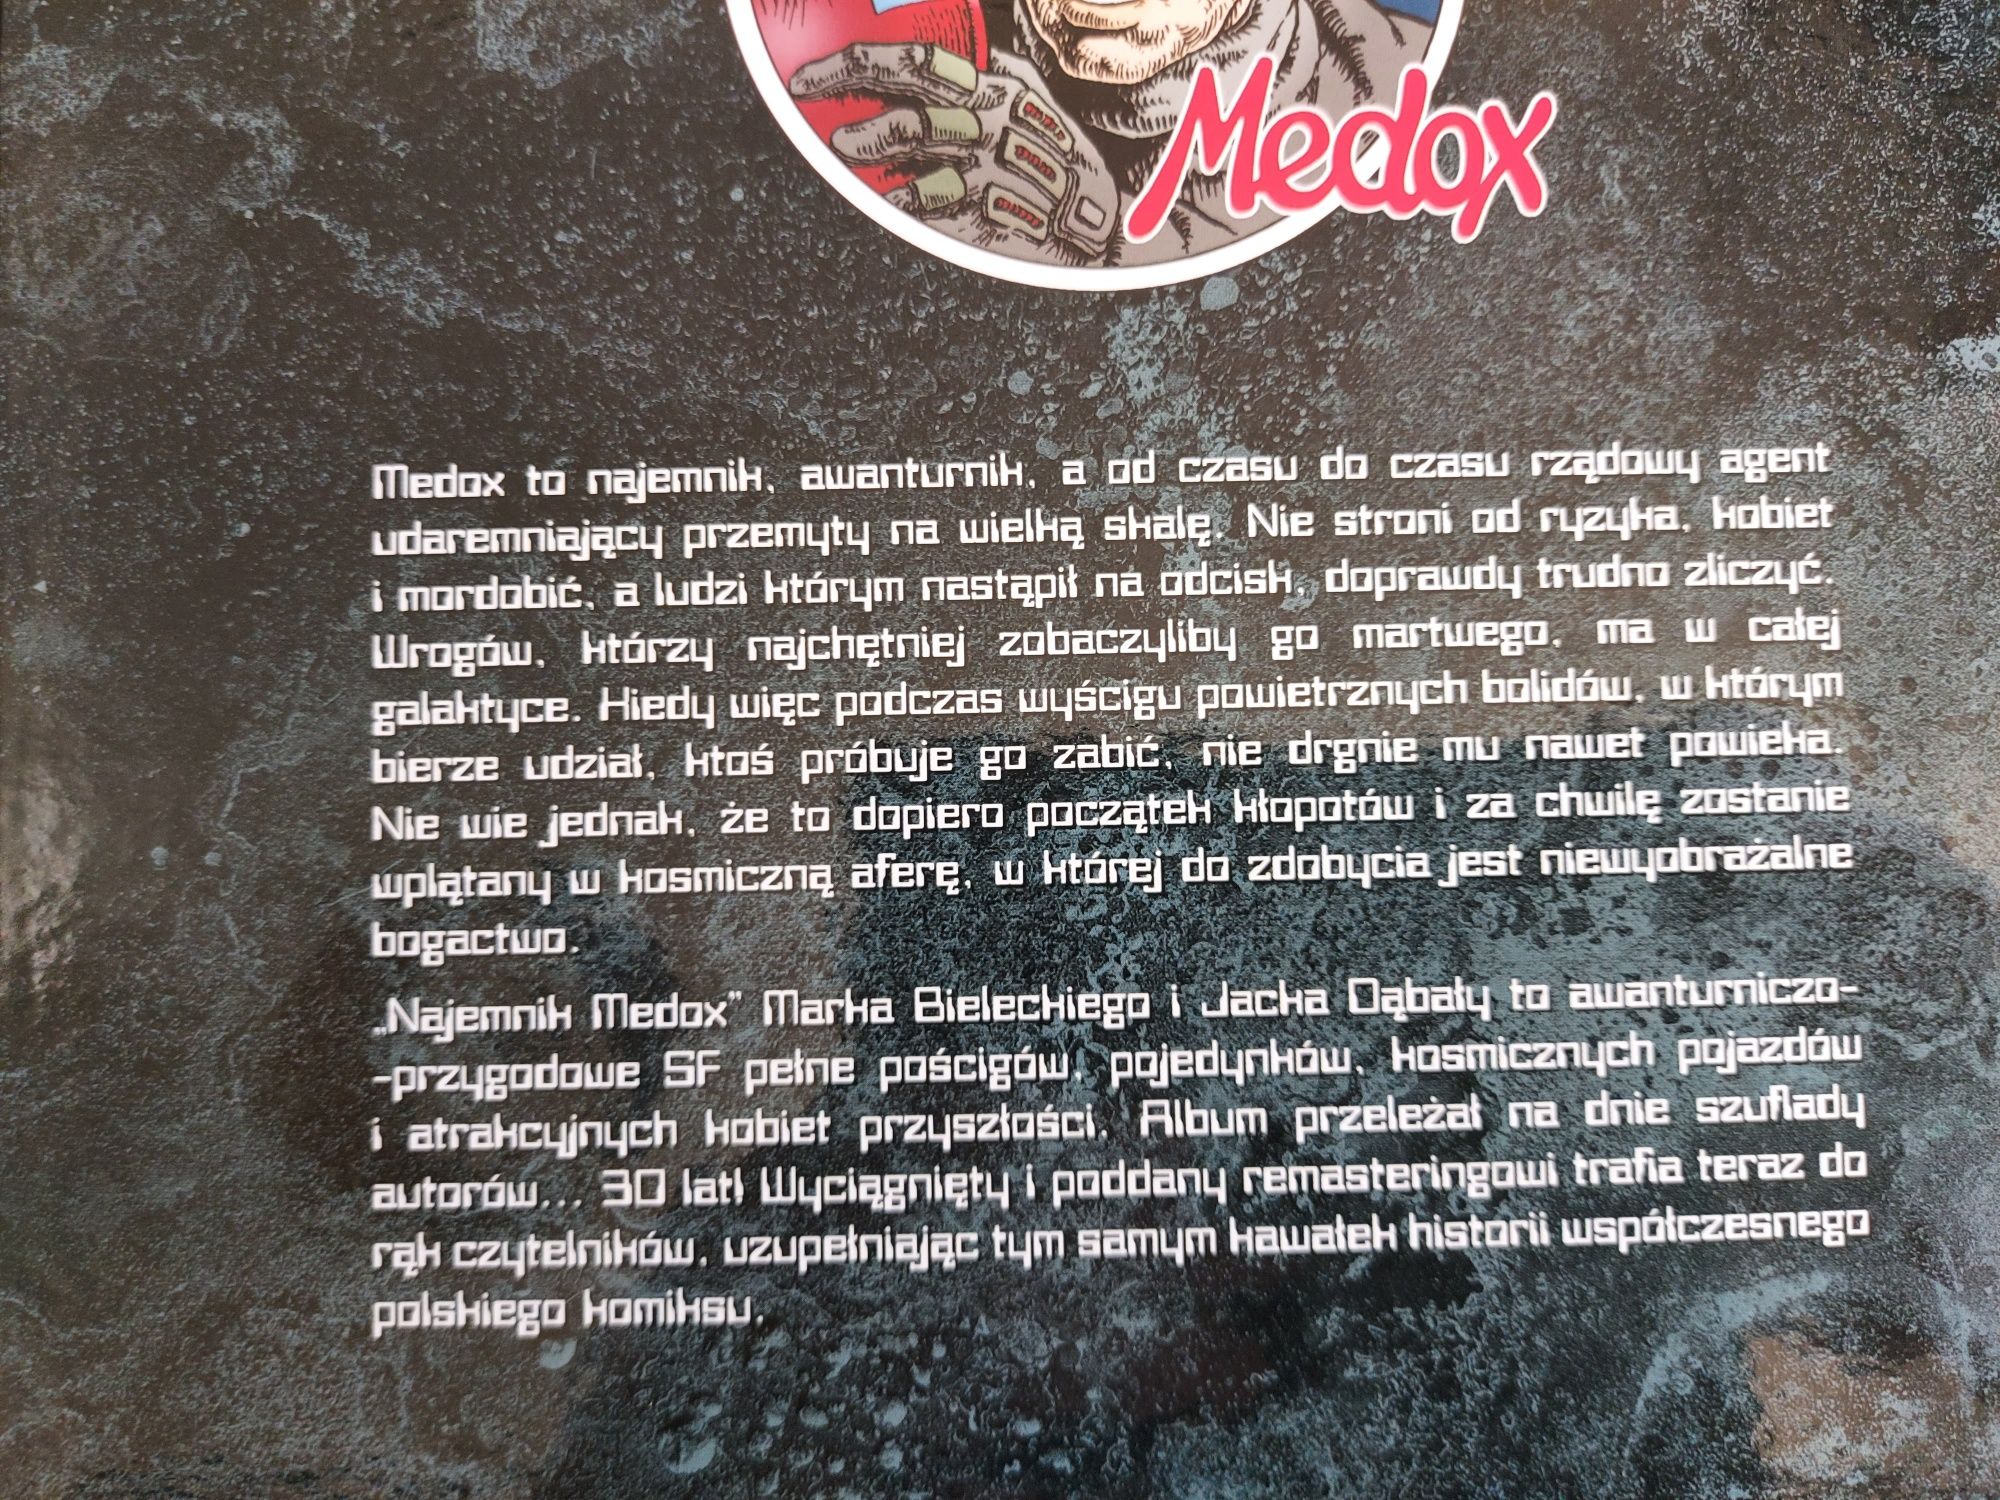 Medox
Medox to najemnik, awanturnik, a od czasu do czasu rządowy agent
udaremniający przemyty na wielką skalę. Nie stroni od ryzyka, kobiet
i mordobić, a ludzi którym nastąpił na odcisk, doprawdy trudno zliczyć.
Wrogów, którzy najchętniej zobaczyliby go martwego, ma w całej
galaktyce. Kiedy więc podczas wyścigu powietrznych bolidów, w którym
bierze udział, ktoś próbuje go zabić, nie drgnie mu nawet powieka.
Nie wie jednak, że to dopiero początek kłopotów i za chwilę zostanie
wplątany w kosmiczną aferę, w której do zdobycia jest niewyobrażalne
bogactwo.
„Najemnik Medox” Marka Bieleckiego i Jacka Dąbały to awanturniczo-
-przygodowe SF pełne pościgów, pojedynków, kosmicznych pojazdów
i atrakcyjnych kobiet przyszłości. Album przeleżał na dnie szuflady
autorów... 30 lat! Wyciągnięty i poddany remasteringowi trafia teraz do
rąk czytelników, uzupełniając tym samym kawałek historii współczesnego
polskiego komiksu.